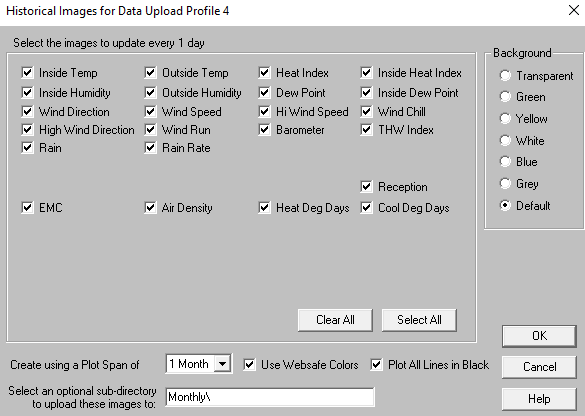 Historical Images for Data Upload Profile 4
Select the images to update every 1 day
Inside Temp Outside Temp Heat Index Inside Heat Index
Inside Humidity Outside Humidity Dew Point Inside Dew Point
Wind Direction Wind Speed Hi Wind Speed Wind Chill
High Wind Direction Wind Run Barometer THW Index
Rain Rain Rate
Reception
EMC Air Density Heat Deg Days Cool Deg Days
Clear All Select All
Background
Transparent
Green
Yellow
White
Blue
Grey
Default
Create using a Plot Span of 1 Month Use Websafe Colors Plot All Lines in Black
Select an optional sub-directory
to upload these images to: Monthly\
OK
Cancel
Help